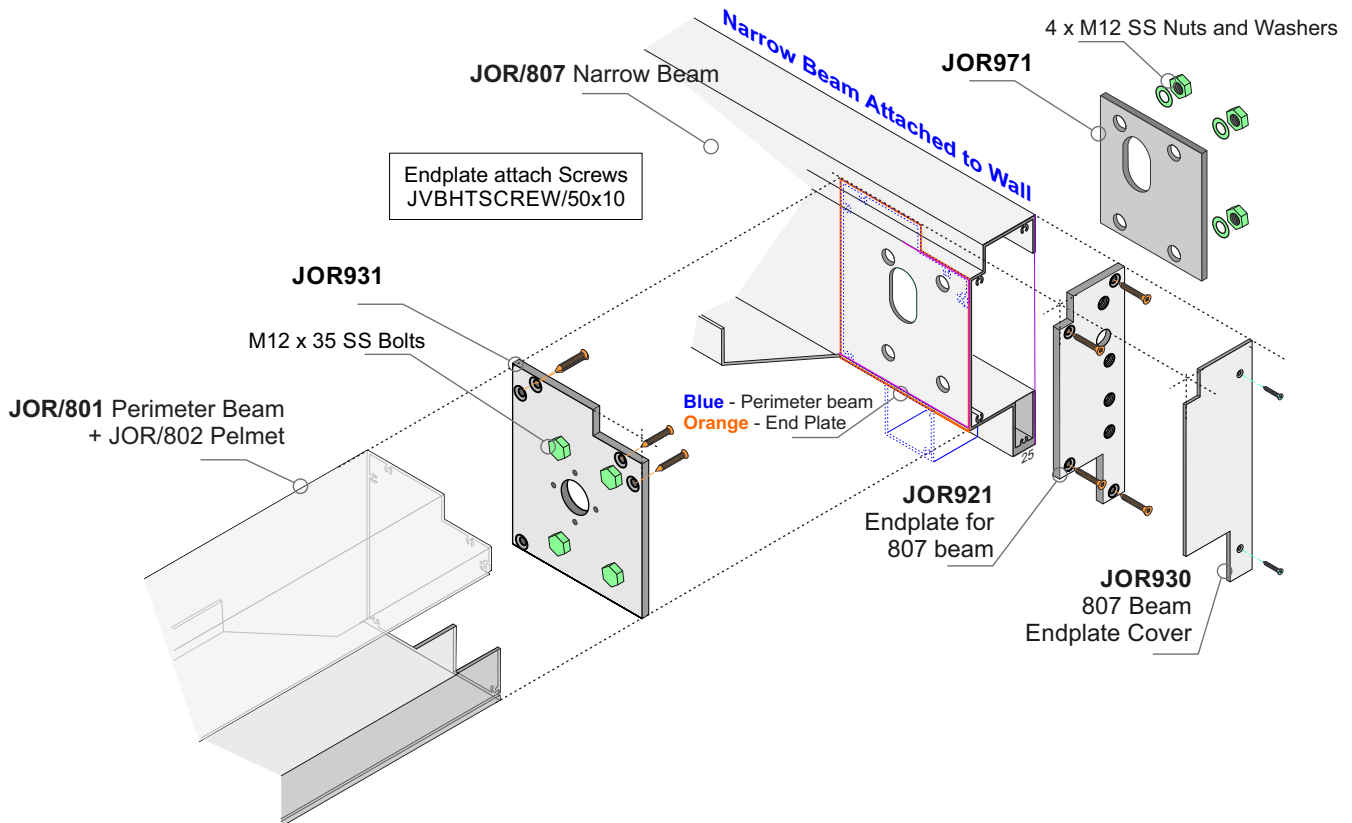 Narrow Beam Attached to Wall
4 x M12 SS Nuts and Washers
JOR971
JOR/807 Narrow Beam
Endplate attach Screws
JVBHTSCREW/50x10
JOR931
M12 x 35 SS Bolts
JOR/801 Perimeter Beam
+ JOR/802 Pelmet
Blue - Perimeter beam
Orange - End Plate
25
JOR921
Endplate for
807 beam
JOR930
807 Beam
Endplate Cover